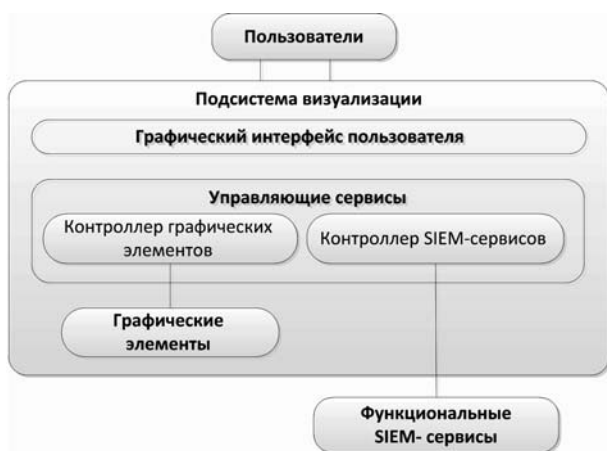 Пользователи
Подсистема визуализации
Графический интерфейс пользователя
Управляющие сервисы
Контроллер графических
элементов
Контроллер SIEM-сервисов
Графические
элементы
Функциональные
SIEM- сервисы